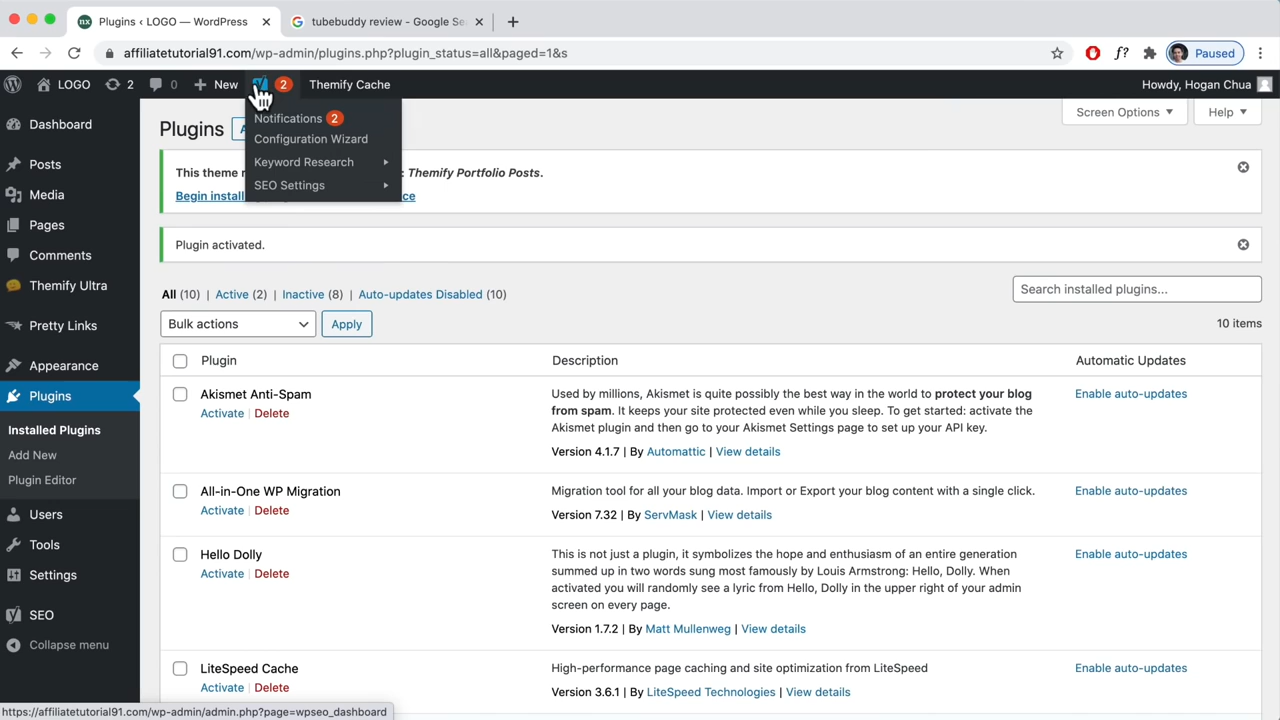 Plugins ‹ LOGO — WordPress
tubebuddy review - Google Se
affiliatetutorial91.com/wp-admin/plugins.php?plugin_status=all&paged=1&s
f?
Paused
LOGO 2 0 New 2 Themify Cache Howdy, Hogan Chua
Notifications 2
Configuration Wizard
Keyword Research
SEO Settings
Screen Options
Help
Dashboard
Posts
Media
Pages
Comments
Themify Ultra
Pretty Links
Appearance
Plugins
Installed Plugins
Add New
Plugin Editor
Users
Tools
Settings
SEO
Collapse menu
Plugins
This theme : Themify Portfolio Posts.
Begin install ce
Plugin activated.
All (10) | Active (2) | Inactive (8) | Auto-updates Disabled (10)
Search installed plugins...
Bulk actions
Apply
10 items
Plugin Description Automatic Updates
Akismet Anti-Spam
Activate | Delete
Used by millions, Akismet is quite possibly the best way in the world to protect your blog
from spam. It keeps your site protected even while you sleep. To get started: activate the
Akismet plugin and then go to your Akismet Settings page to set up your API key.
Version 4.1.7 | By Automattic | View details
Enable auto-updates
All-in-One WP Migration
Activate | Delete
Migration tool for all your blog data. Import or Export your blog content with a single click.
Version 7.32 | By ServMask | View details
Enable auto-updates
Hello Dolly
Activate | Delete
This is not just a plugin, it symbolizes the hope and enthusiasm of an entire generation
summed up in two words sung most famously by Louis Armstrong: Hello, Dolly. When
activated you will randomly see a lyric from Hello, Dolly in the upper right of your admin
screen on every page.
Version 1.7.2 | By Matt Mullenweg | View details
Enable auto-updates
LiteSpeed Cache
Activate | Delete
High-performance page caching and site optimization from LiteSpeed
Version 3.6.1 | By LiteSpeed Technologies | View details
Enable auto-updates
https://affiliatetutorial91.com/wp-admin/admin.php?page=wpseo_dashboard